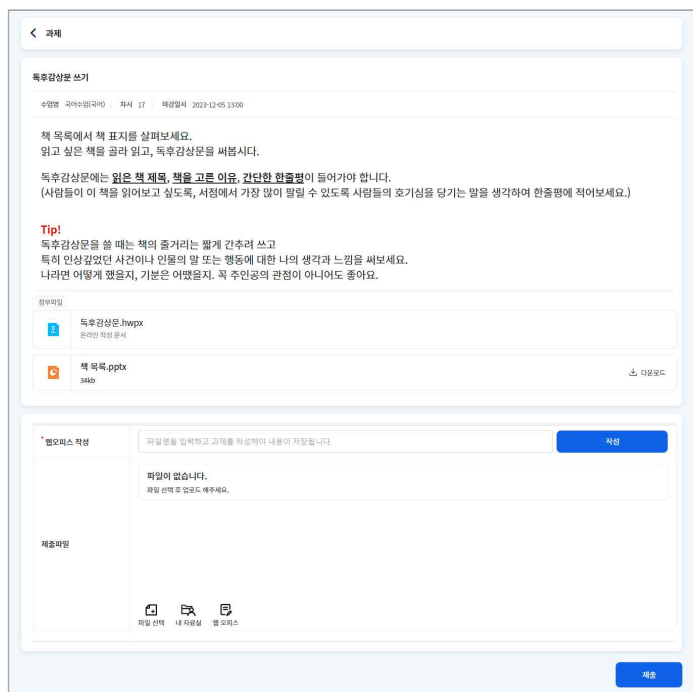 과제
독후감상문 쓰기
수업명 국어수업(국어) 차시 17 마감일시 2023-12-05 13:00
책 목록에서 책 표지를 살펴보세요.
읽고 싶은 책을 골라 읽고, 독후감상문을 써봅시다.
독후감상문에는 읽은 책 제목, 책을 고른 이유, 간단한 한줄평이 들어가야 합니다.
(사람들이 이 책을 읽어보고 싶도록, 서점에서 가장 많이 팔릴 수 있도록 사람들의 호기심을 당기는 말을 생각하여 한줄평에 적어보세요.)
Tip!
독후감상문을 쓸 때는 책의 줄거리는 짧게 간추려 쓰고
특히 인상깊었던 사건이나 인물의 말 또는 행동에 대한 나의 생각과 느낌을 써보세요.
나라면 어떻게 했을지, 기분은 어땠을지. 꼭 주인공의 관점이 아니어도 좋아요.
첨부파일
독후감상문.hwpx
온라인 작성 문서
책 목록.pptx
34kb
다운로드
* 웹오피스 작성
파일명을 입력하고 과제를 작성해야 내용이 저장됩니다.
작성
파일이 없습니다.
파일 선택 후 업로드 해주세요.
제출파일
파일 선택 내 자료실 웹 오피스
제출